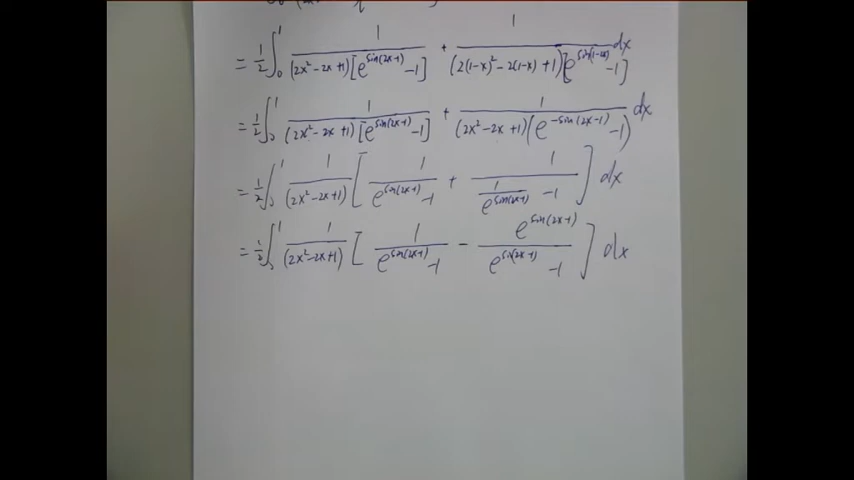 = 1/2 ∫₀¹ 1/((2x²-2x+1)[e^{sin(2x-1)} -1]) + 1/((2(1-x)²-2(1-x)+1)[e^{sin(1-2x)} -1]) dx
= 1/2 ∫₀¹ 1/((2x²-2x+1)[e^{sin(2x-1)} -1]) + 1/((2x²-2x+1)(e^{-sin(2x-1)} -1)) dx
= 1/2 ∫₀¹ 1/(2x²-2x+1) [ 1/(e^{sin(2x-1)} -1) + 1/(1/e^{sin(2x-1)} -1) ] dx
= 1/2 ∫₀¹ 1/(2x²-2x+1) [ 1/(e^{sin(2x-1)} -1) - e^{sin(2x-1)}/(e^{sin(2x-1)} -1) ] dx